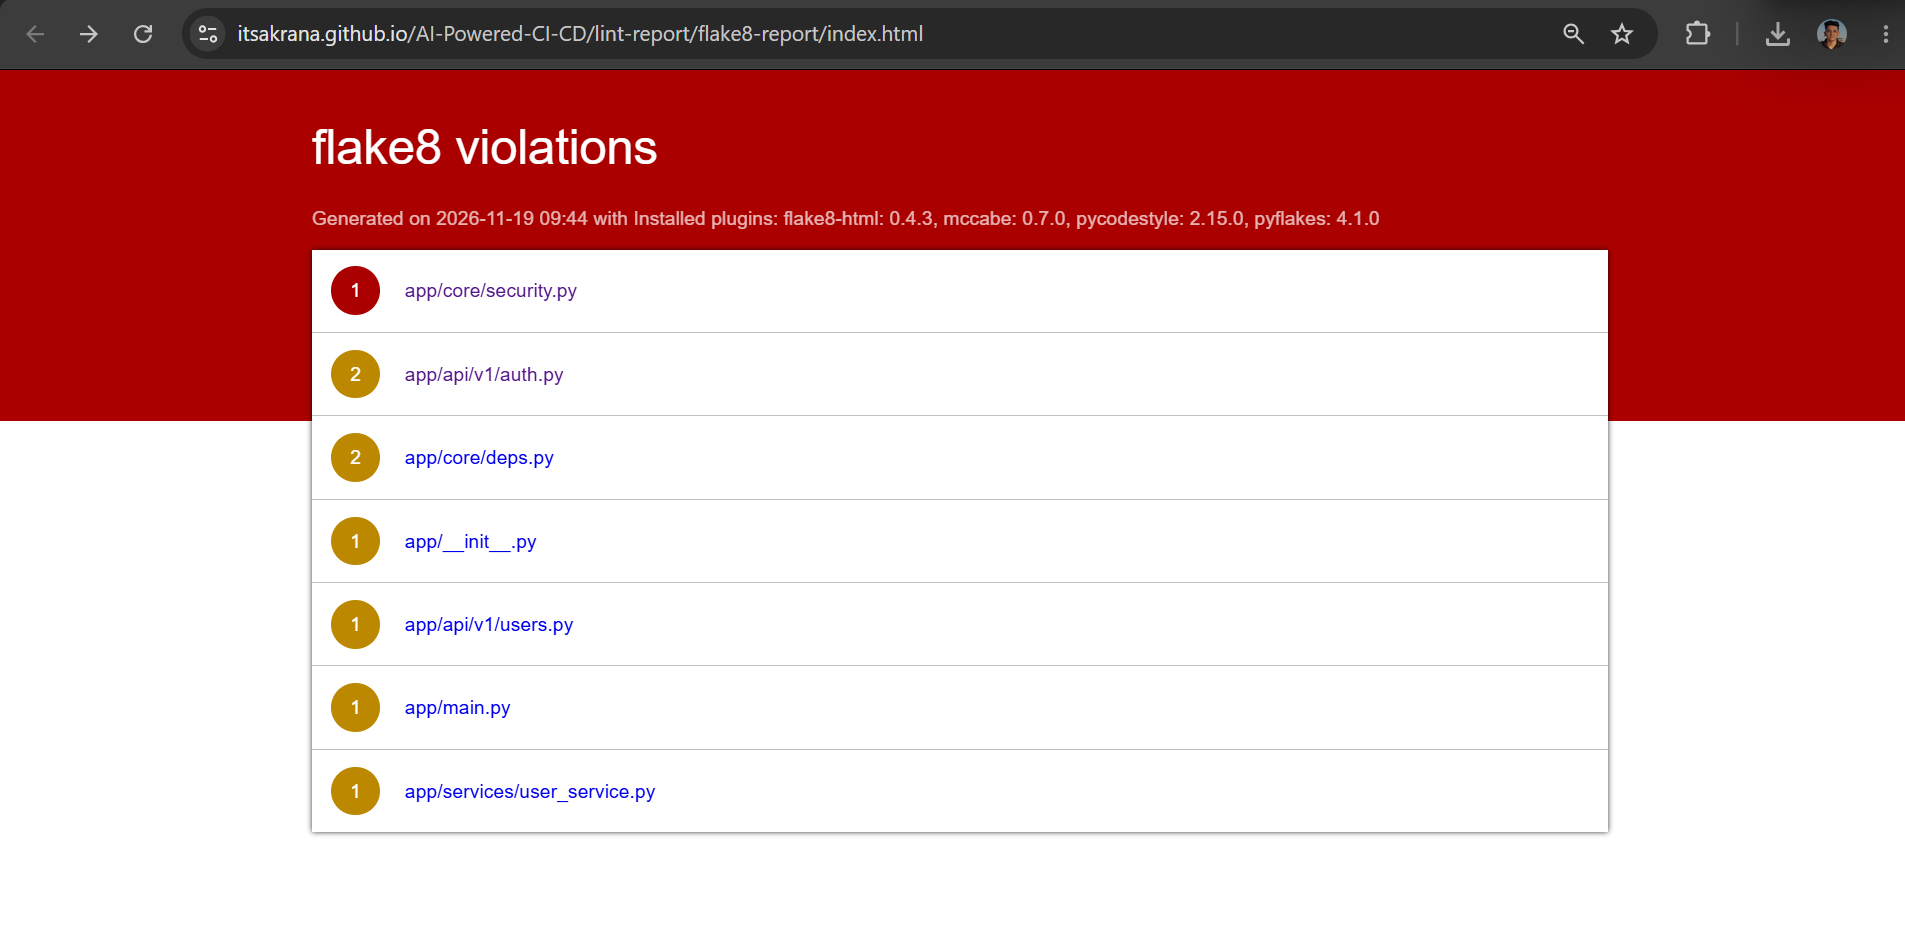 itsakrana.github.io/AI-Powered-CI-CD/lint-report/flake8-report/index.html
flake8 violations
Generated on 2026-11-19 09:44 with Installed plugins: flake8-html: 0.4.3, mccabe: 0.7.0, pycodestyle: 2.15.0, pyflakes: 4.1.0
1 app/core/security.py
2 app/api/v1/auth.py
2 app/core/deps.py
1 app/__init__.py
1 app/api/v1/users.py
1 app/main.py
1 app/services/user_service.py